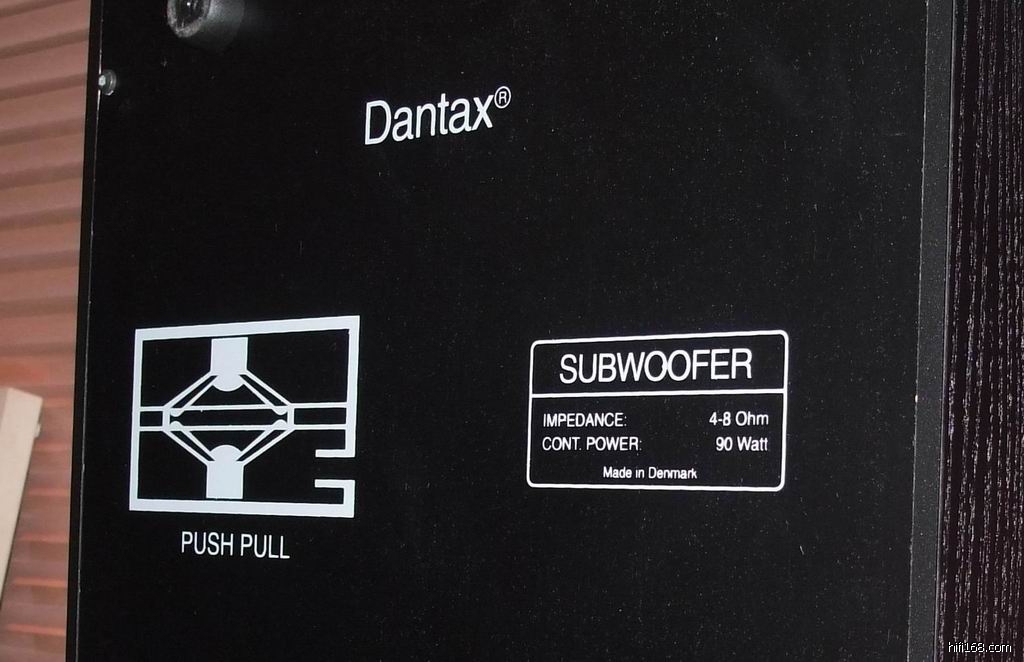 Dantax®
SUBWOOFER
IMPEDANCE: 4-8 Ohm
CONT. POWER: 90 Watt
Made in Denmark
PUSH PULL
hifi168.com